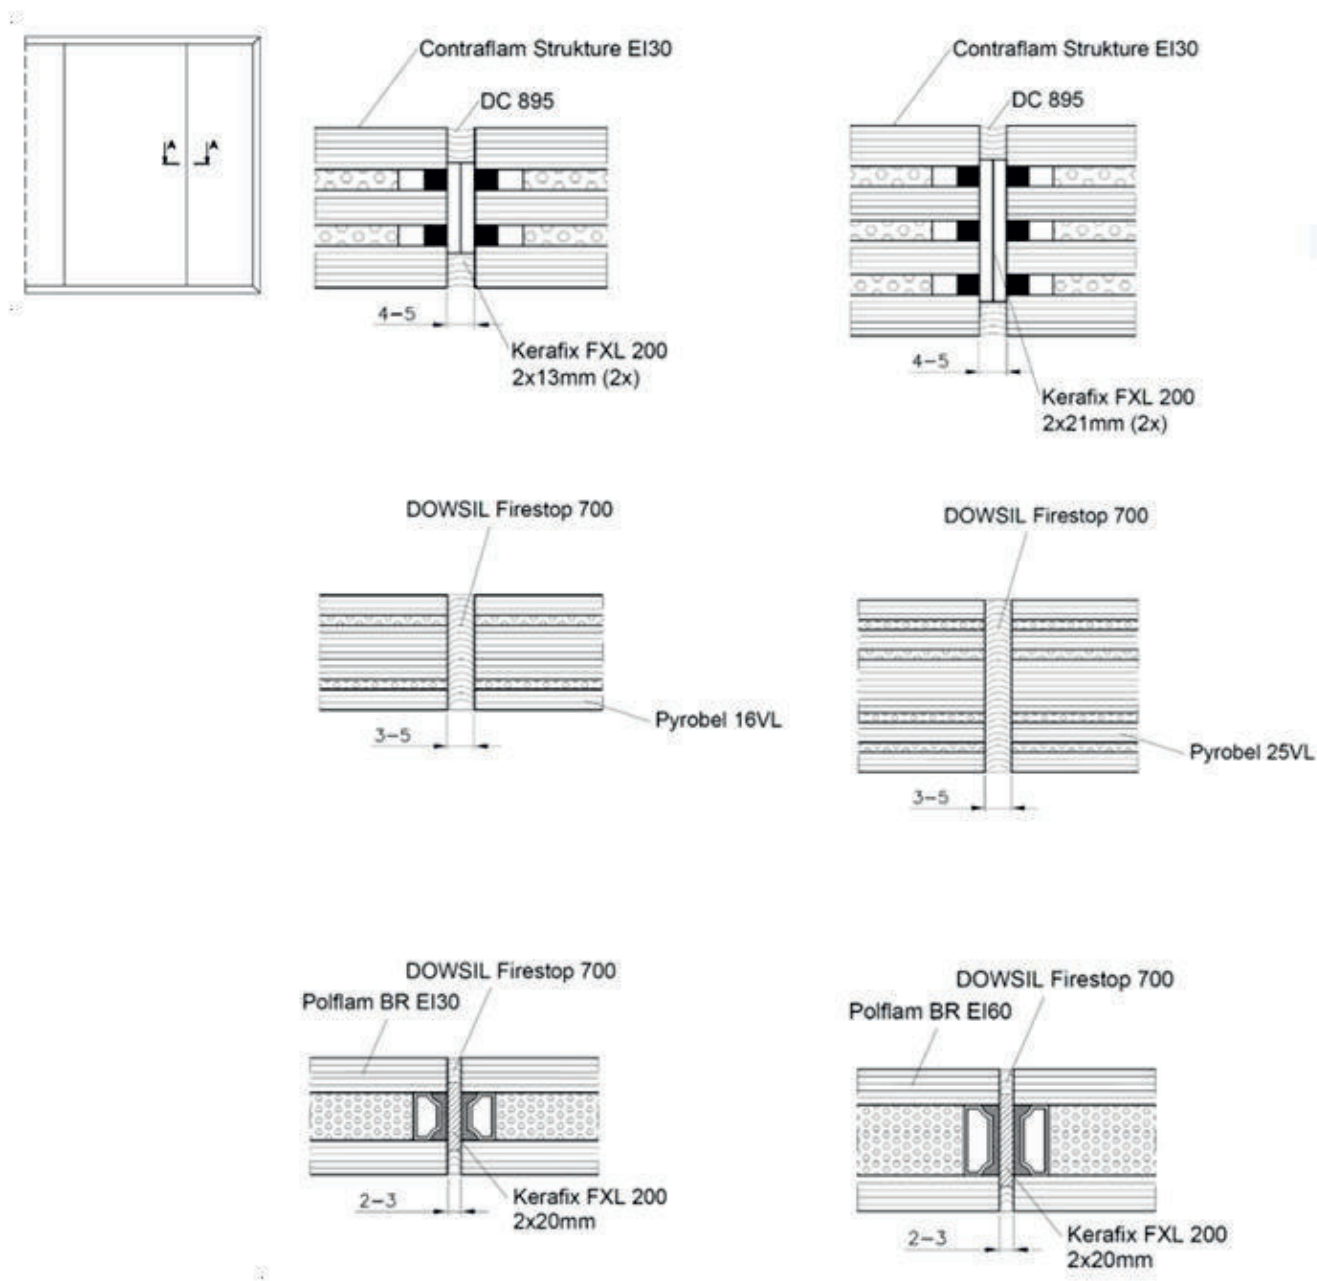 Contraflam Strukture EI30
DC 895
A A
4-5
Kerafix FXL 200
2x13mm (2x)
Contraflam Strukture EI30
DC 895
4-5
Kerafix FXL 200
2x21mm (2x)
DOWSIL Firestop 700
Pyrobel 16VL
3-5
DOWSIL Firestop 700
Pyrobel 25VL
3-5
DOWSIL Firestop 700
Polflam BR EI30
2-3
Kerafix FXL 200
2x20mm
DOWSIL Firestop 700
Polflam BR EI60
2-3
Kerafix FXL 200
2x20mm